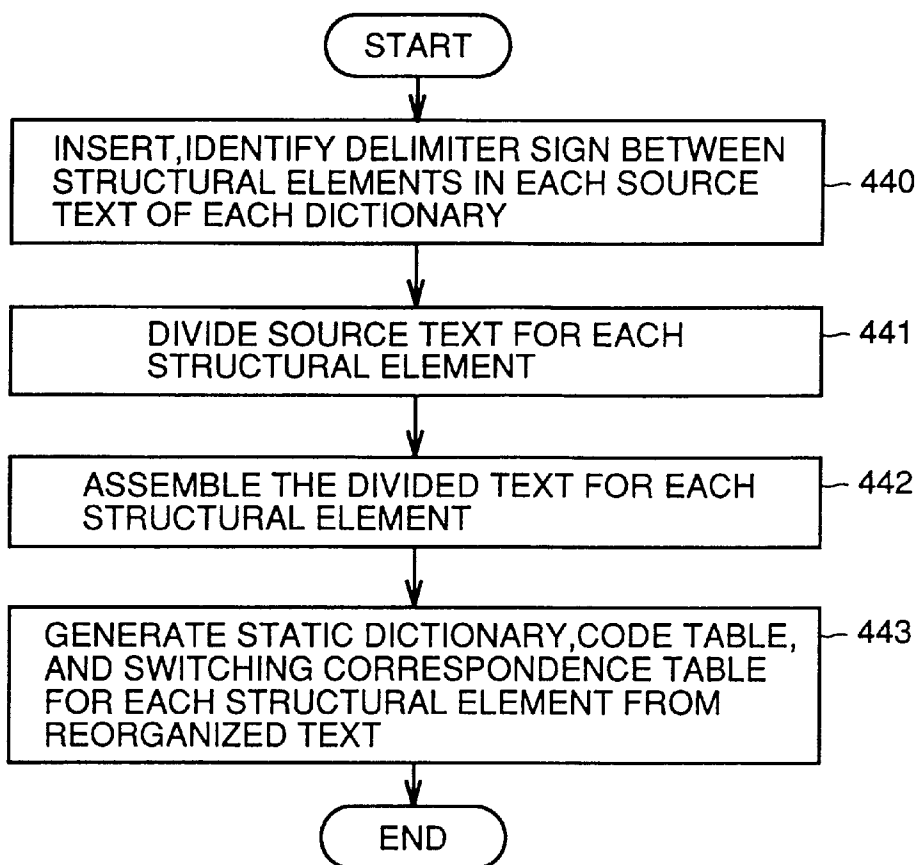 START
INSERT,IDENTIFY DELIMITER SIGN BETWEEN
STRUCTURAL ELEMENTS IN EACH SOURCE
TEXT OF EACH DICTIONARY
440
DIVIDE SOURCE TEXT FOR EACH
STRUCTURAL ELEMENT
441
ASSEMBLE THE DIVIDED TEXT FOR EACH
STRUCTURAL ELEMENT
442
GENERATE STATIC DICTIONARY,CODE TABLE,
AND SWITCHING CORRESPONDENCE TABLE
FOR EACH STRUCTURAL ELEMENT FROM
REORGANIZED TEXT
443
END